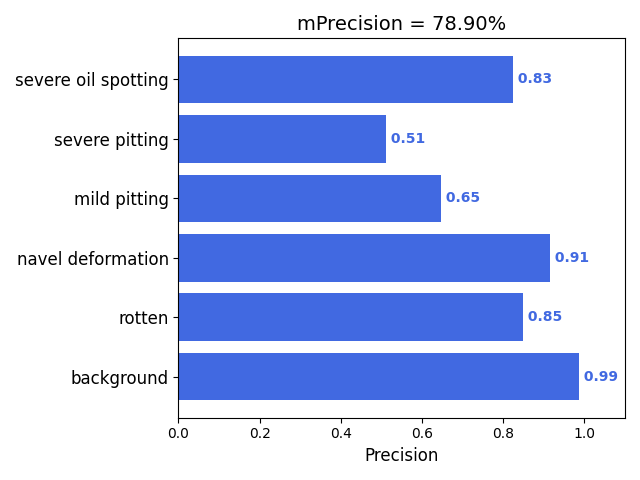 mPrecision = 78.90%
severe oil spotting 0.83
severe pitting 0.51
mild pitting 0.65
navel deformation 0.91
rotten 0.85
background 0.99
0.0 0.2 0.4 0.6 0.8 1.0
Precision